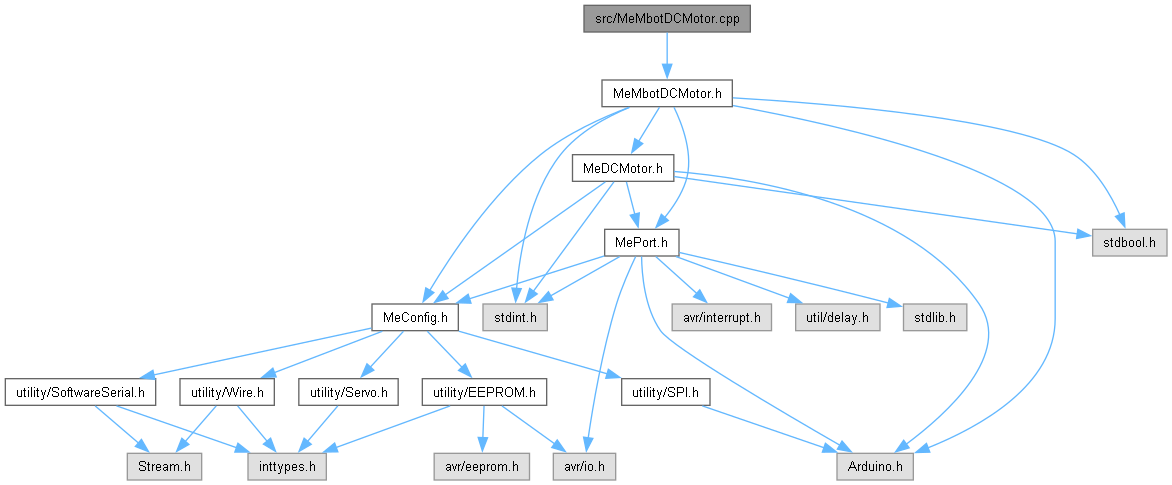 src/MeMbotDCMotor.cpp
MeMbotDCMotor.h
MeDCMotor.h
MePort.h
stdbool.h
MeConfig.h
stdint.h
avr/interrupt.h
util/delay.h
stdlib.h
utility/SoftwareSerial.h
utility/Wire.h
utility/Servo.h
utility/EEPROM.h
utility/SPI.h
Stream.h
inttypes.h
avr/eeprom.h
avr/io.h
Arduino.h